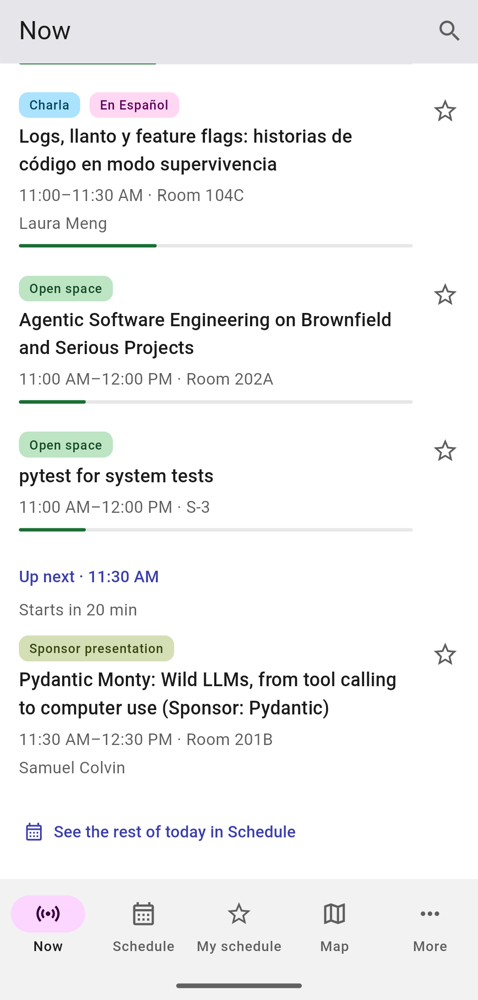 Now
Charla
En Español
Logs, llanto y feature flags: historias de
código en modo supervivencia
11:00–11:30 AM · Room 104C
Laura Meng
Open space
Agentic Software Engineering on Brownfield
and Serious Projects
11:00 AM–12:00 PM · Room 202A
Open space
pytest for system tests
11:00 AM–12:00 PM · S-3
Up next · 11:30 AM
Starts in 20 min
Sponsor presentation
Pydantic Monty: Wild LLMs, from tool calling
to computer use (Sponsor: Pydantic)
11:30 AM–12:30 PM · Room 201B
Samuel Colvin
See the rest of today in Schedule
Now
Schedule
My schedule
Map
More